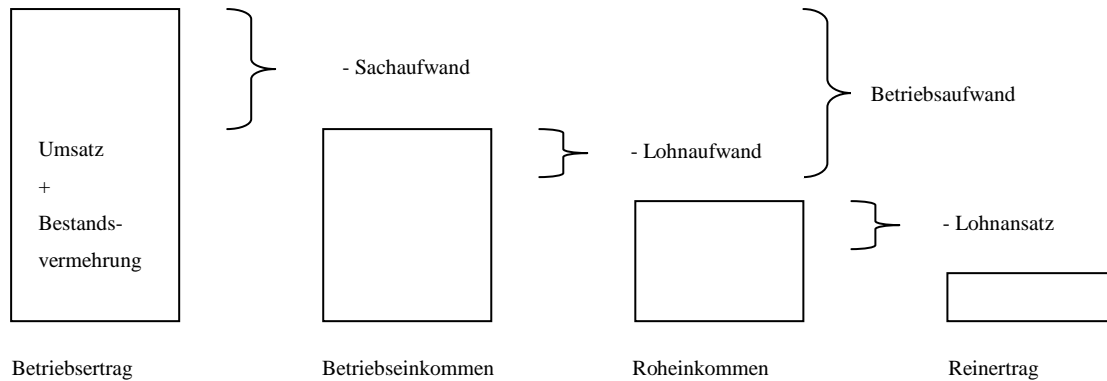 - Sachaufwand
Betriebsaufwand
Umsatz
+
Bestands-
vermehrung
- Lohnaufwand
- Lohnansatz
Betriebsertrag
Betriebseinkommen
Roheinkommen
Reinertrag